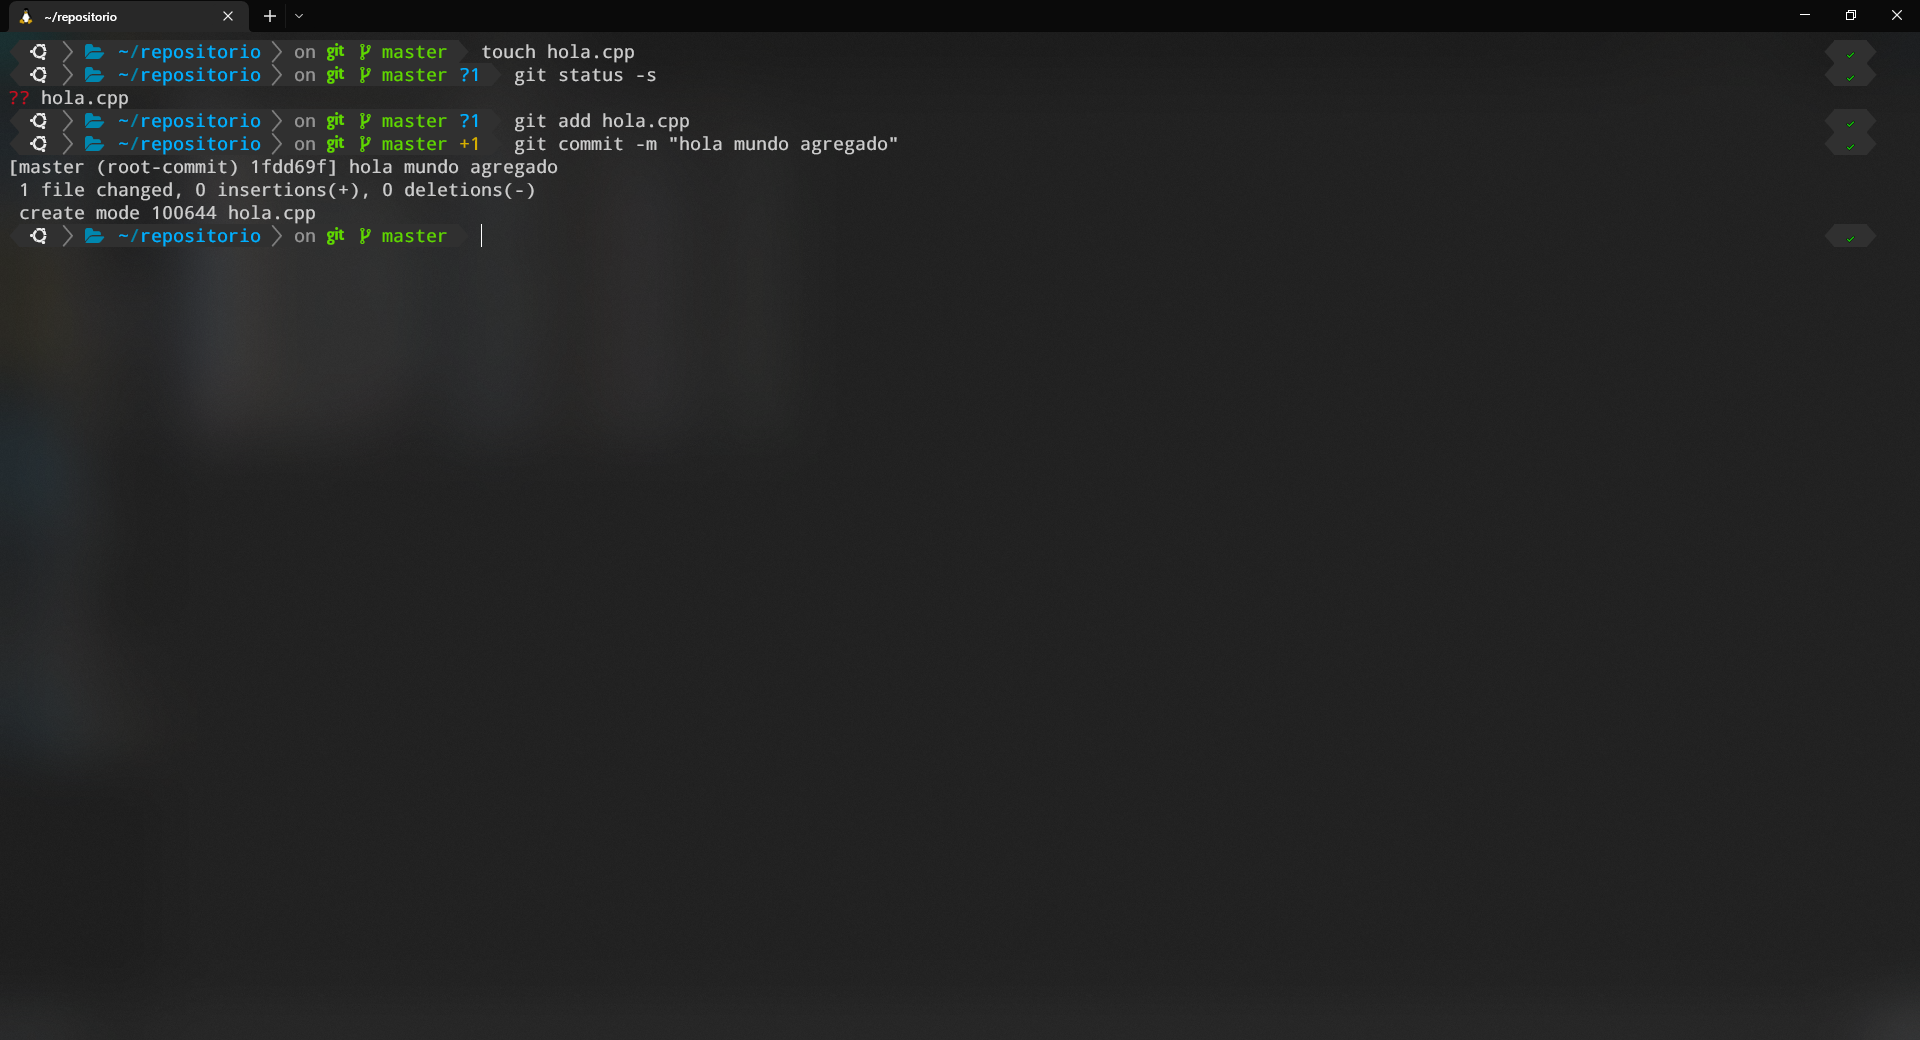 ~/repositorio
~/repositorio on git master touch hola.cpp
~/repositorio on git master ?1 git status -s
?? hola.cpp
~/repositorio on git master ?1 git add hola.cpp
~/repositorio on git master +1 git commit -m "hola mundo agregado"
[master (root-commit) 1fdd69f] hola mundo agregado
1 file changed, 0 insertions(+), 0 deletions(-)
create mode 100644 hola.cpp
~/repositorio on git master